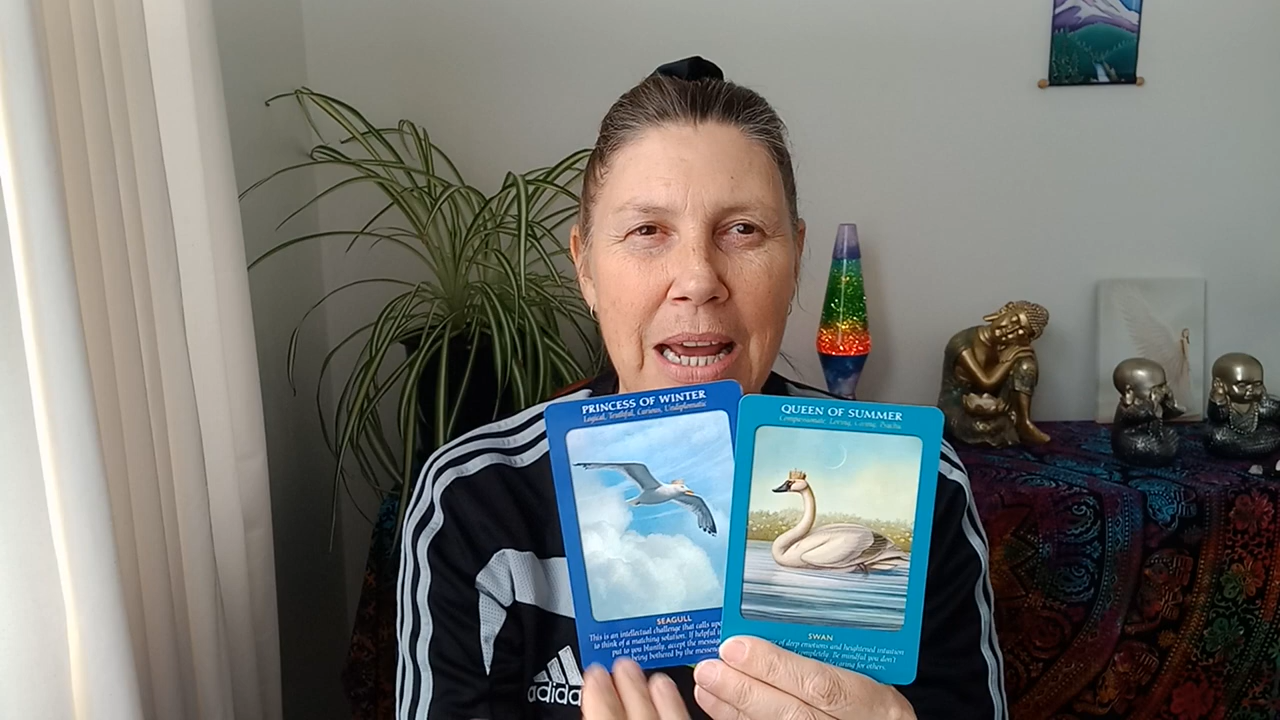 PRINCESS OF WINTER
Logical, Truthful, Curious, Undiplomatic
SEAGULL
This is an intellectual challenge that calls upo
to think of a matching solution. If helpful
put to you bluntly, accept the messag
being bothered by the messen
QUEEN OF SUMMER
Compassionate, Loving, Caring, Psychic
SWAN
of deep emotions and heightened intuition
completely. Be mindful you don't
caring for others.
adidas